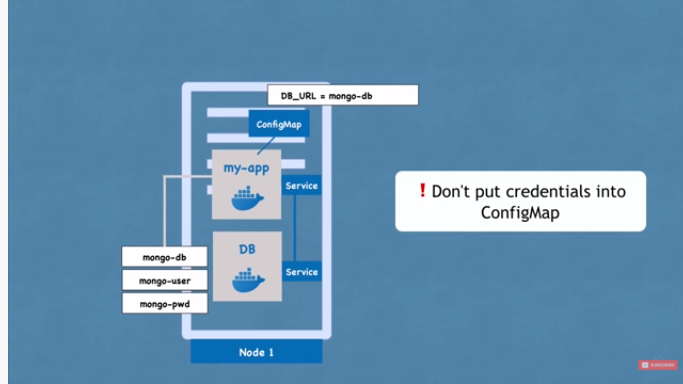 DB_URL = mongo-db
ConfigMap
my-app
Service
! Don't put credentials into
ConfigMap
DB
Service
mongo-db
mongo-user
mongo-pwd
Node 1
SUBSCRIBE